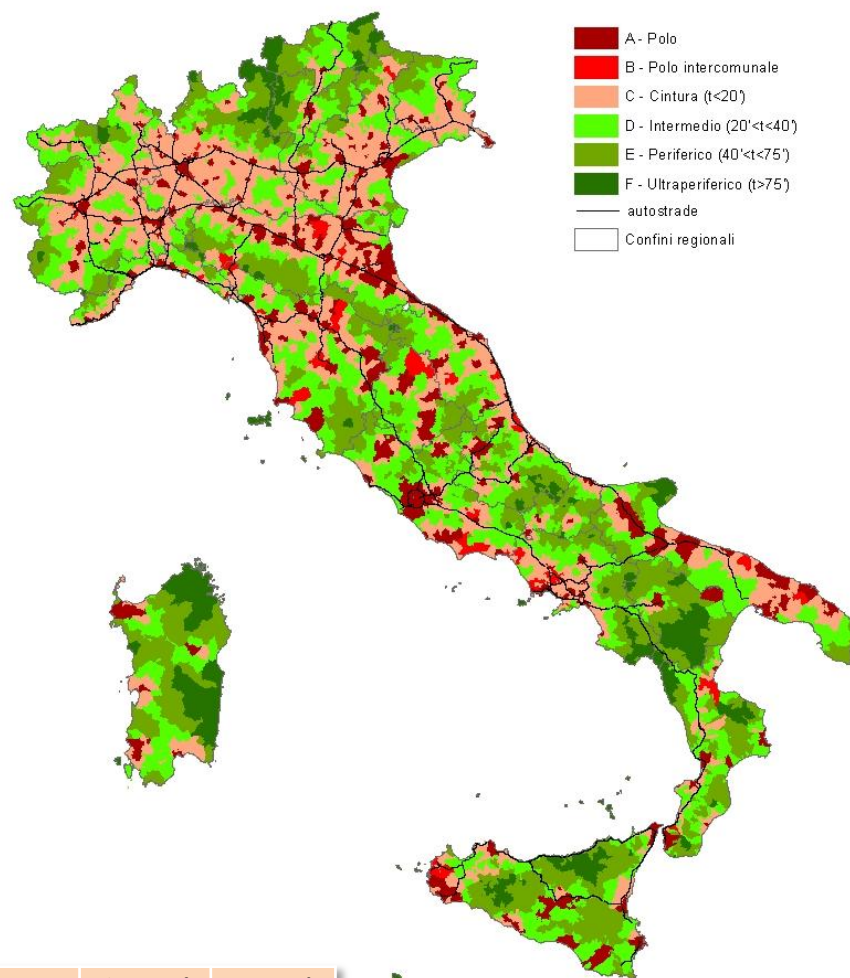 A - Polo
B - Polo intercomunale
C - Cintura (t<20')
D - Intermedio (20'<t<40')
E - Periferico (40'<t<75')
F - Ultraperiferico (t>75')
autostrade
Confini regionali